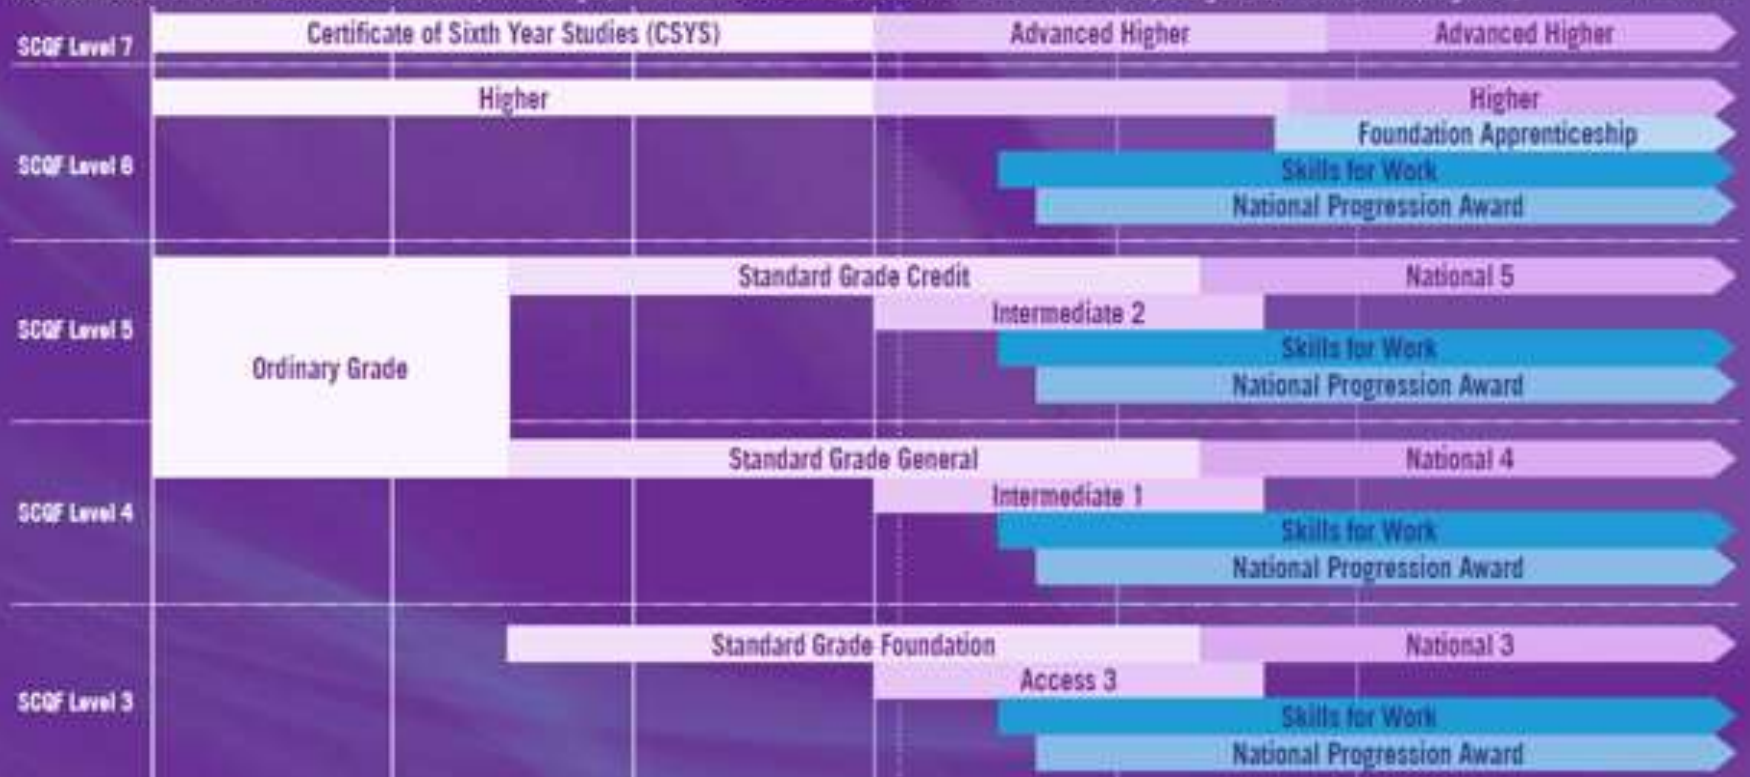 SCQF Level 7
Certificate of Sixth Year Studies (CSYS) Advanced Higher Advanced Higher
Higher Higher
Foundation Apprenticeship
SCQF Level 6
Skills for Work
National Progression Award
Standard Grade Credit National 5
Intermediate 2
SCQF Level 5
Skills for Work
Ordinary Grade
National Progression Award
Standard Grade General National 4
Intermediate 1
SCQF Level 4
Skills for Work
National Progression Award
Standard Grade Foundation National 3
Access 3
SCQF Level 3
Skills for Work
National Progression Award